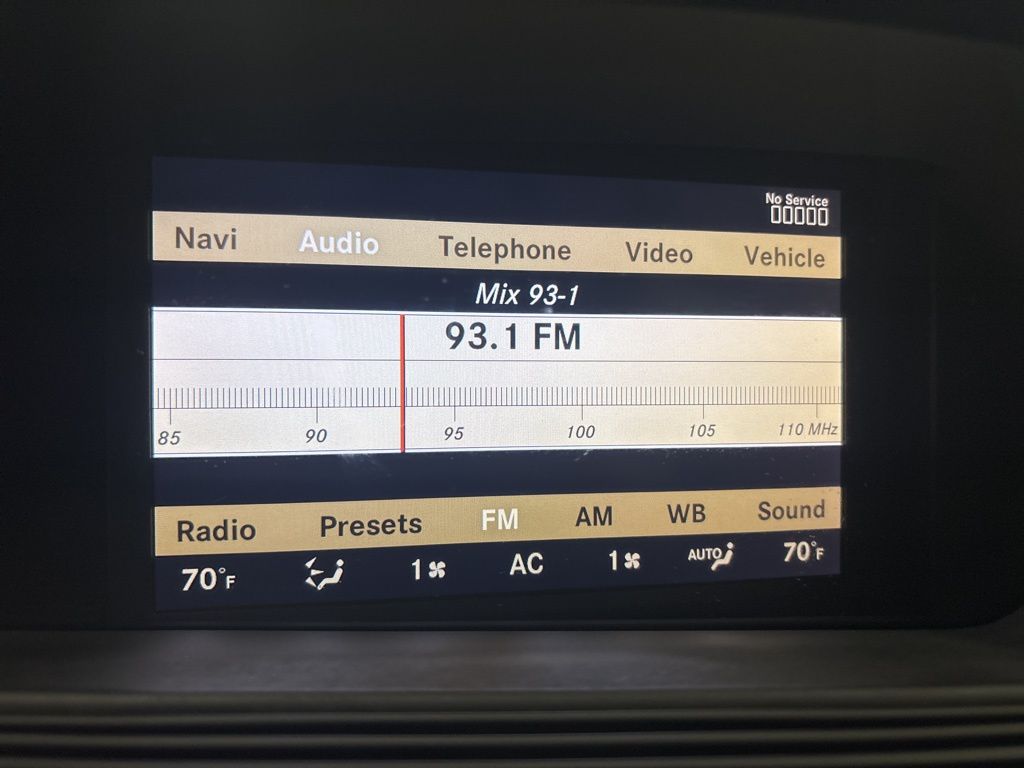 No Service
Navi Audio Telephone Video Vehicle
Mix 93-1
93.1 FM
85 90 95 100 105 110 MHz
Radio Presets FM AM WB Sound
70°F 1 AC 1 AUTO 70°F